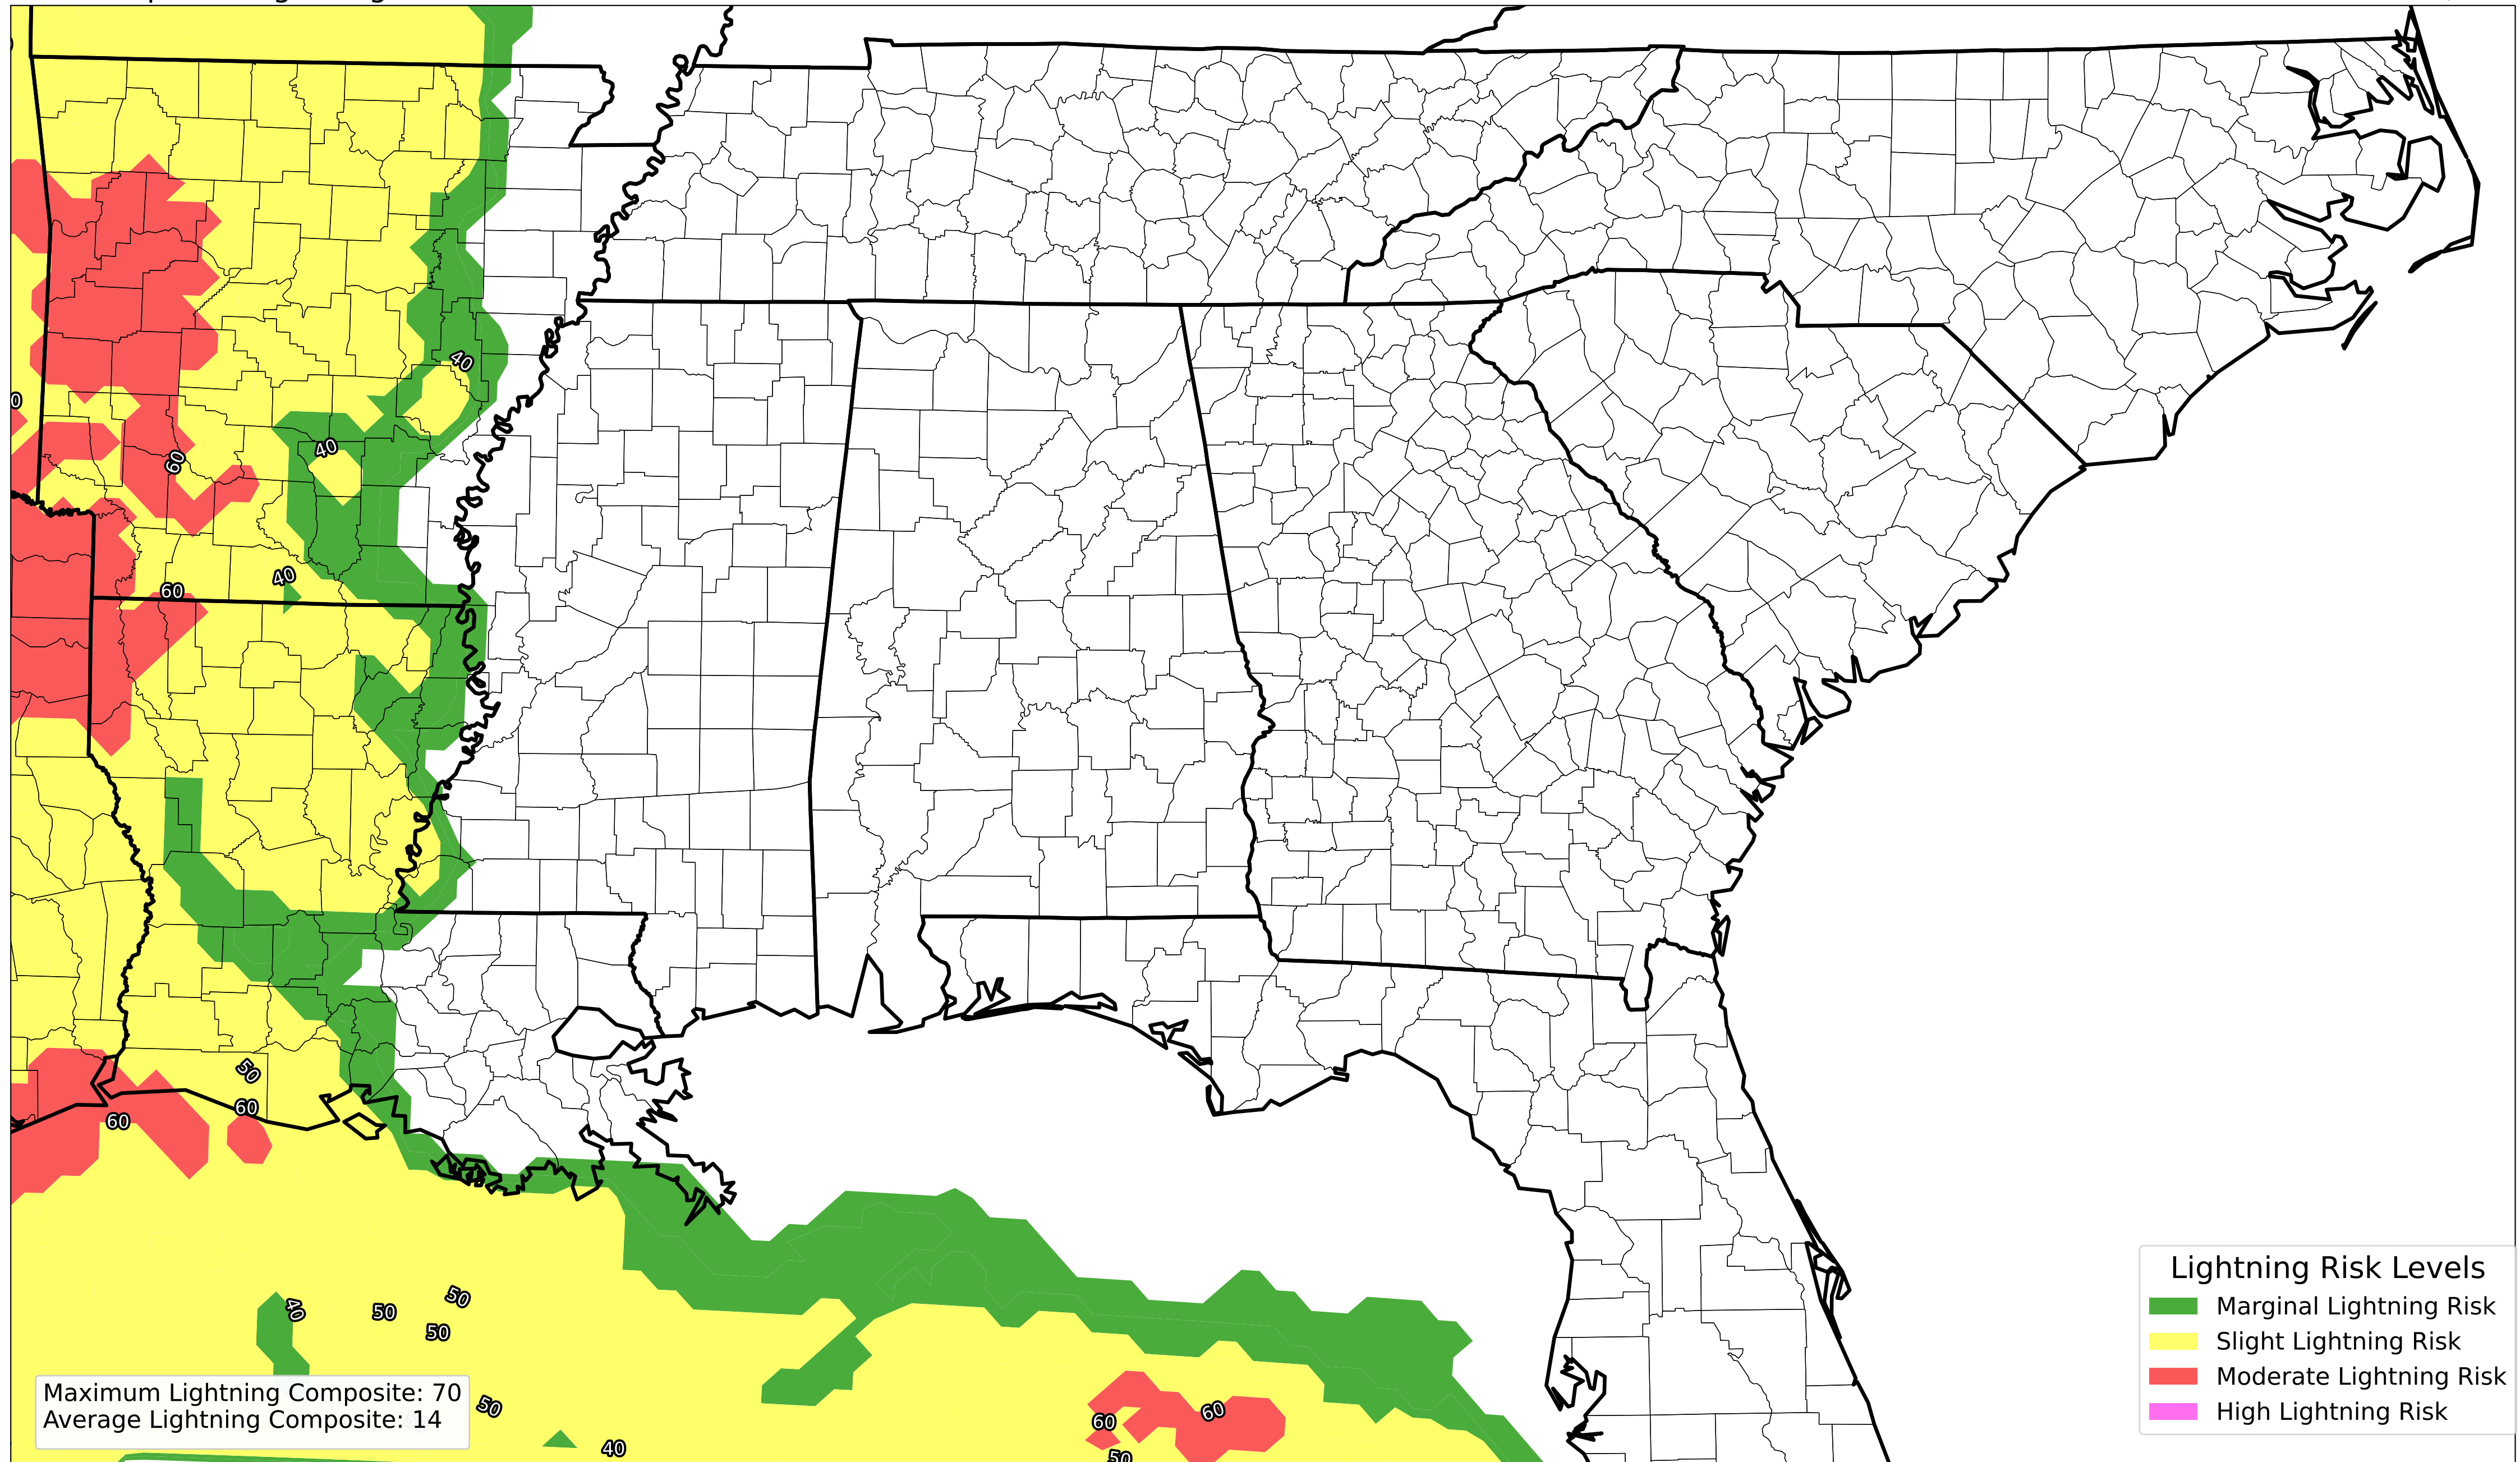 40
0
40
60
40
60
50
60
60
40
50
50
50
Lightning Risk Levels
Marginal Lightning Risk
Slight Lightning Risk
Moderate Lightning Risk
High Lightning Risk
Maximum Lightning Composite: 70
Average Lightning Composite: 14
50
60
60
40
50